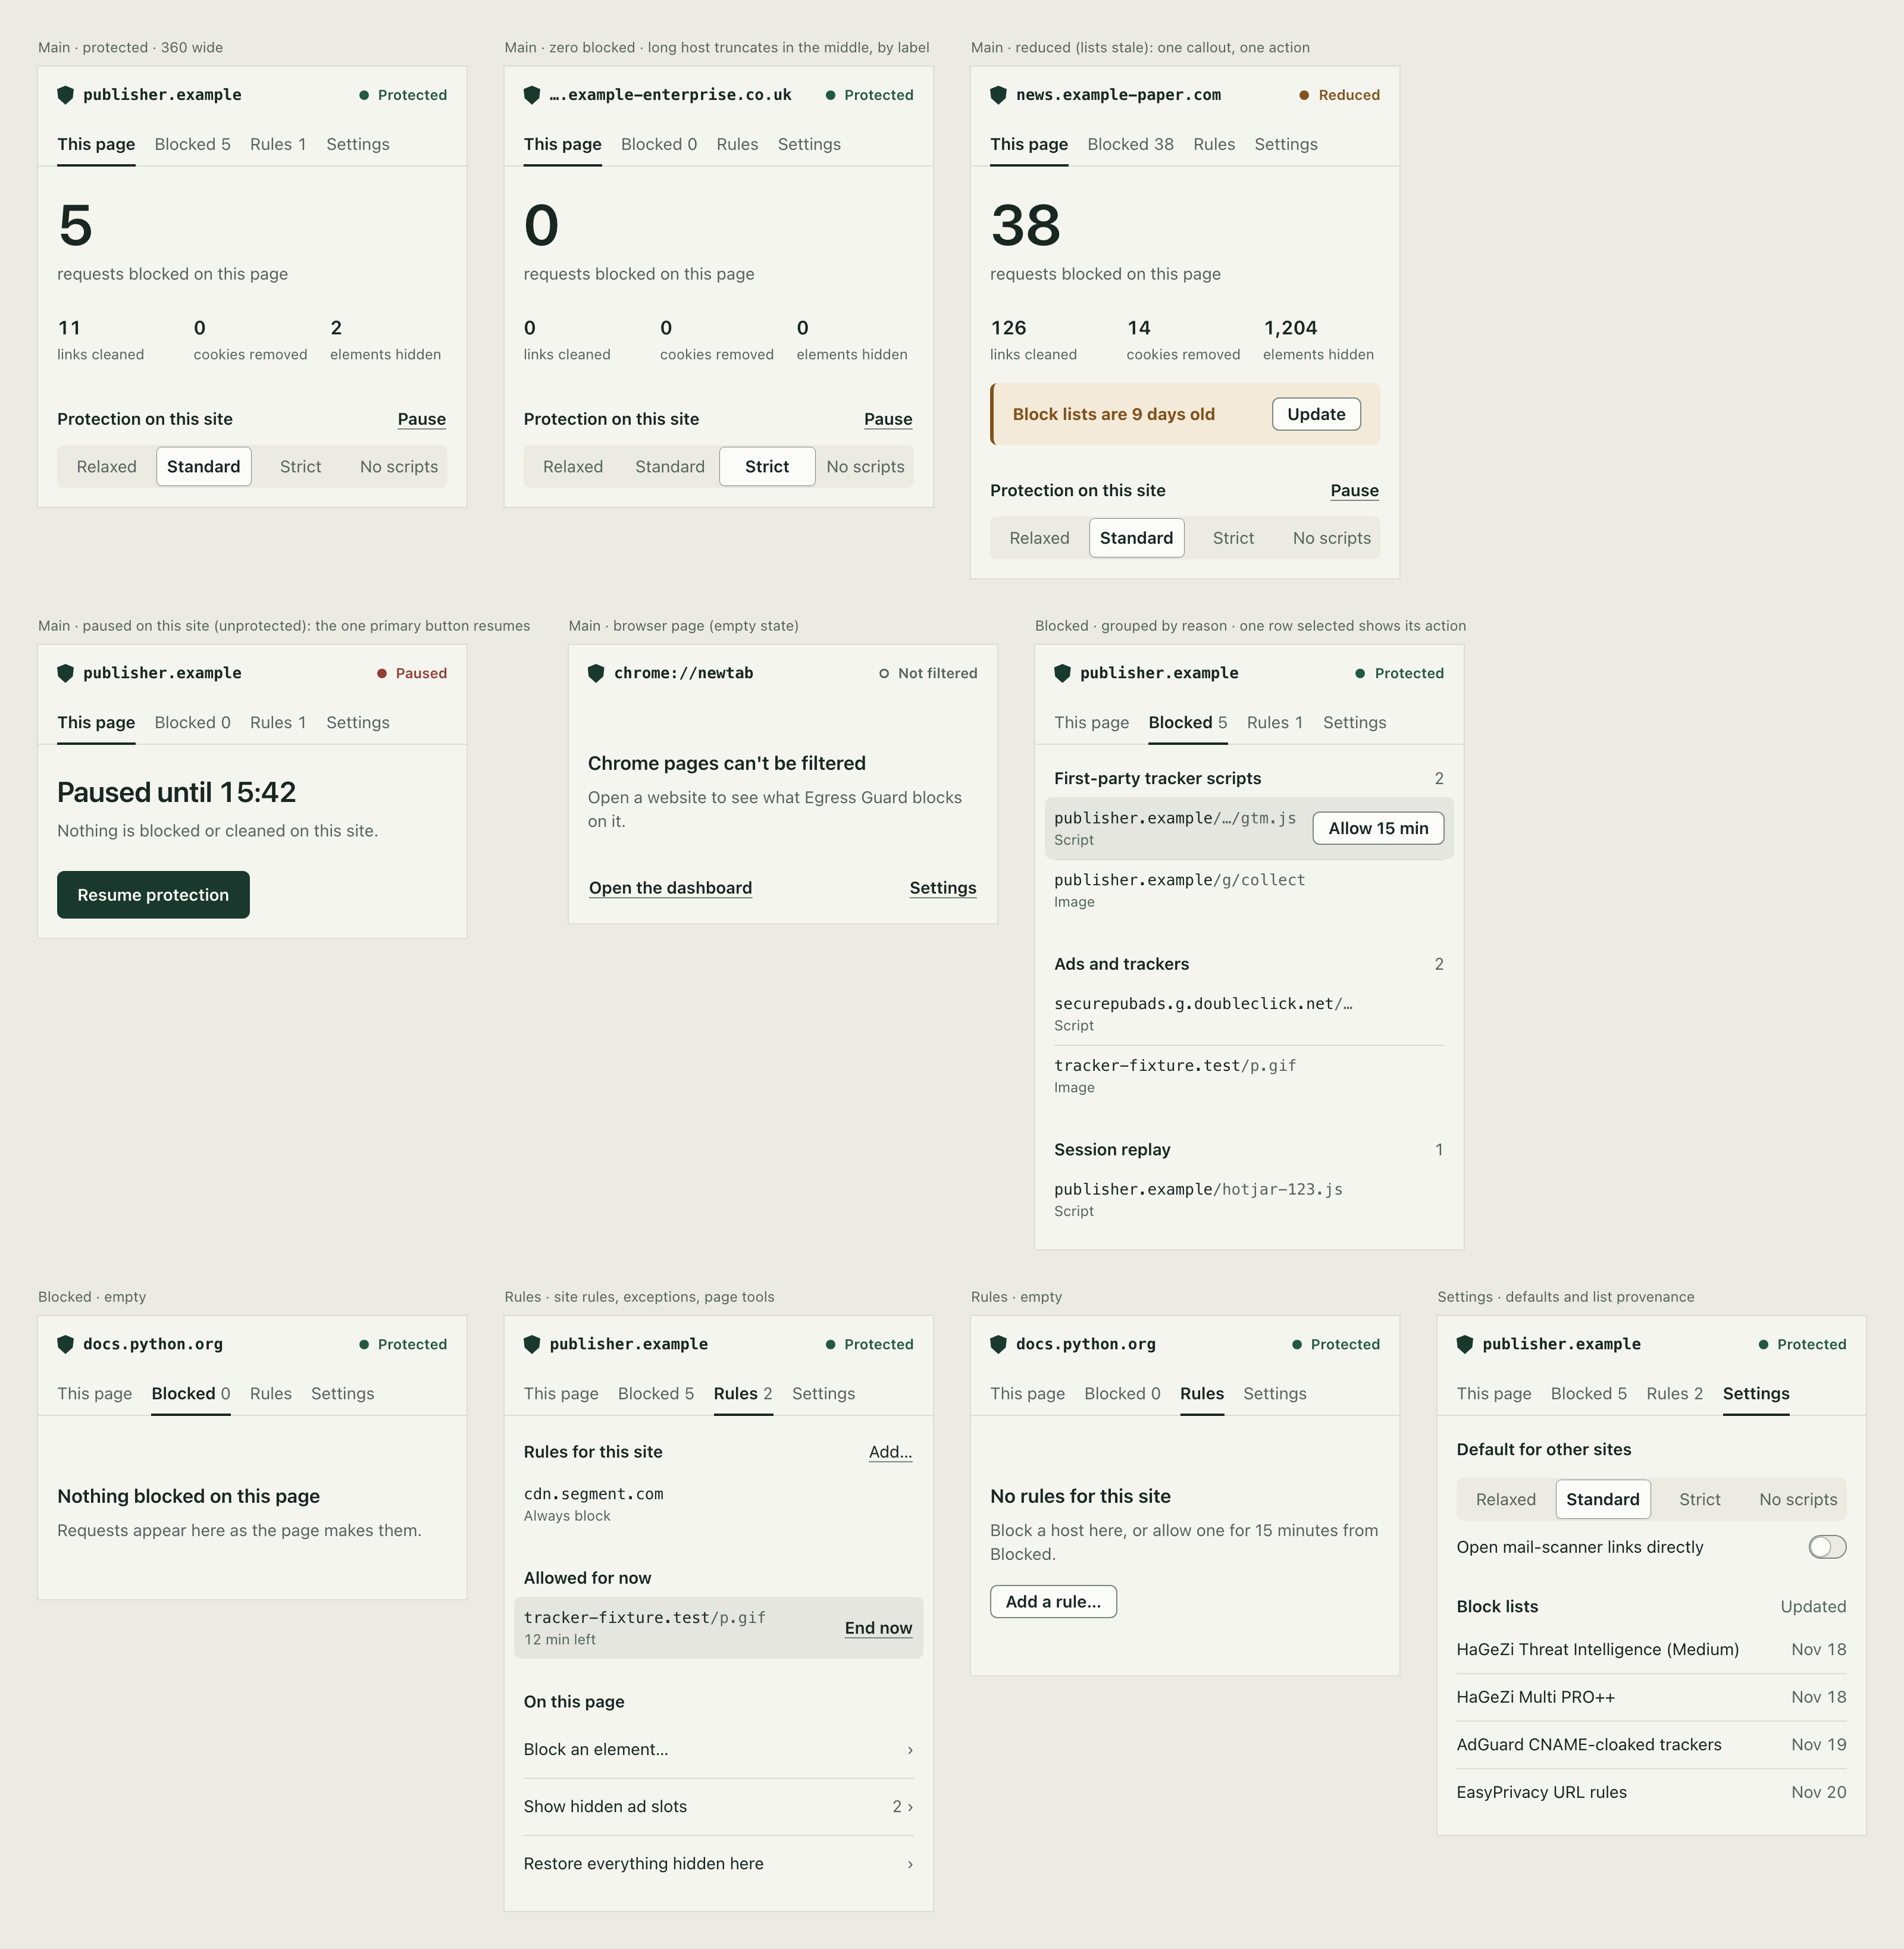 Main · protected · 360 wide
publisher.example
Protected
This page
Blocked 5
Rules 1
Settings
5
requests blocked on this page
11
links cleaned
0
cookies removed
2
elements hidden
Protection on this site
Pause
Relaxed
Standard
Strict
No scripts
Main · zero blocked · long host truncates in the middle, by label
….example-enterprise.co.uk
Protected
This page
Blocked 0
Rules
Settings
0
requests blocked on this page
0
links cleaned
0
cookies removed
0
elements hidden
Protection on this site
Pause
Relaxed
Standard
Strict
No scripts
Main · reduced (lists stale): one callout, one action
news.example-paper.com
Reduced
This page
Blocked 38
Rules
Settings
38
requests blocked on this page
126
links cleaned
14
cookies removed
1,204
elements hidden
Block lists are 9 days old
Update
Protection on this site
Pause
Relaxed
Standard
Strict
No scripts
Main · paused on this site (unprotected): the one primary button resumes
publisher.example
Paused
This page
Blocked 0
Rules 1
Settings
Paused until 15:42
Nothing is blocked or cleaned on this site.
Resume protection
Main · browser page (empty state)
chrome://newtab
Not filtered
Chrome pages can't be filtered
Open a website to see what Egress Guard blocks
on it.
Open the dashboard
Settings
Blocked · grouped by reason · one row selected shows its action
publisher.example
Protected
This page
Blocked 5
Rules 1
Settings
First-party tracker scripts
2
publisher.example/…/gtm.js
Script
Allow 15 min
publisher.example/g/collect
Image
Ads and trackers
2
securepubads.g.doubleclick.net/…
Script
tracker-fixture.test/p.gif
Image
Session replay
1
publisher.example/hotjar-123.js
Script
Blocked · empty
docs.python.org
Protected
This page
Blocked 0
Rules
Settings
Nothing blocked on this page
Requests appear here as the page makes them.
Rules · site rules, exceptions, page tools
publisher.example
Protected
This page
Blocked 5
Rules 2
Settings
Rules for this site
Add…
cdn.segment.com
Always block
Allowed for now
tracker-fixture.test/p.gif
12 min left
End now
On this page
Block an element…
›
Show hidden ad slots
2 ›
Restore everything hidden here
›
Rules · empty
docs.python.org
Protected
This page
Blocked 0
Rules
Settings
No rules for this site
Block a host here, or allow one for 15 minutes from
Blocked.
Add a rule…
Settings · defaults and list provenance
publisher.example
Protected
This page
Blocked 5
Rules 2
Settings
Default for other sites
Relaxed
Standard
Strict
No scripts
Open mail-scanner links directly
Block lists
Updated
HaGeZi Threat Intelligence (Medium)
Nov 18
HaGeZi Multi PRO++
Nov 18
AdGuard CNAME-cloaked trackers
Nov 19
EasyPrivacy URL rules
Nov 20